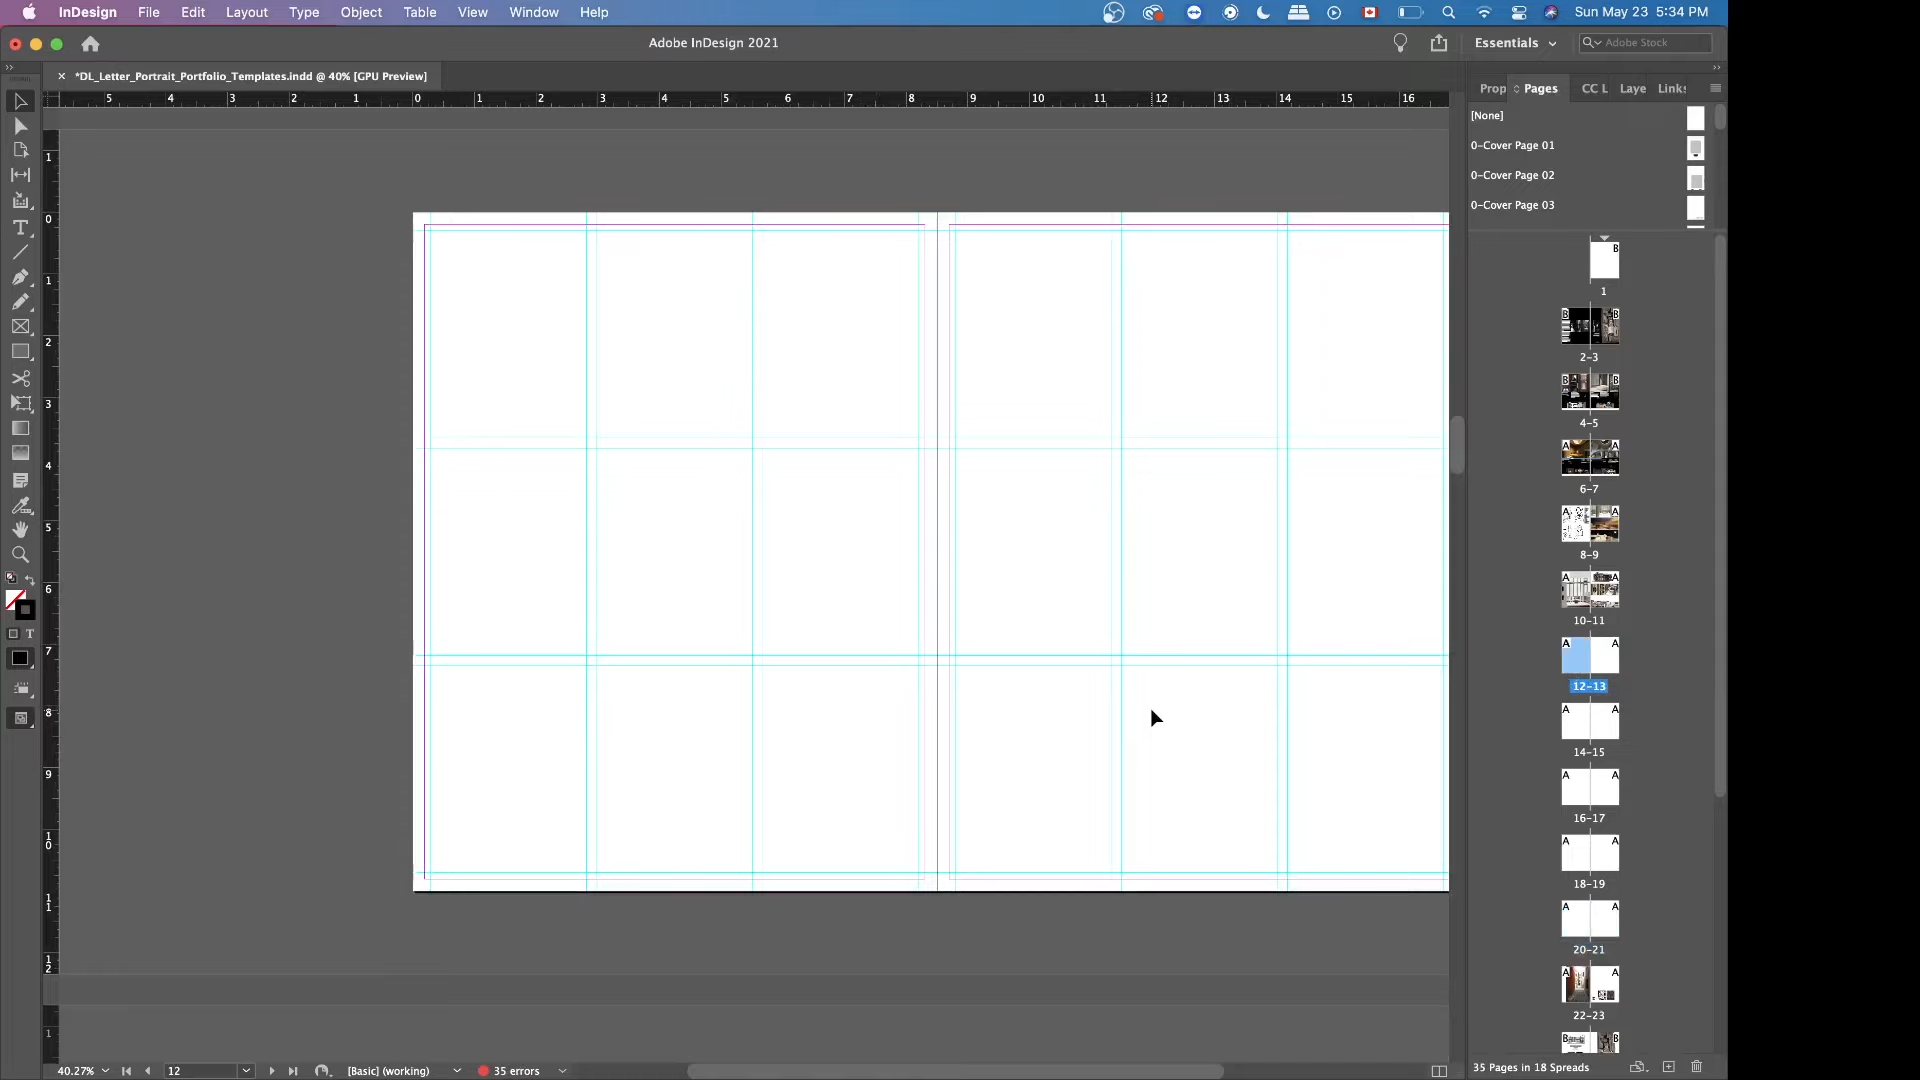 InDesign File Edit Layout Type Object Table View Window Help
Sun May 23 5:34 PM
Adobe InDesign 2021
Essentials
Adobe Stock
*DL_Letter_Portrait_Portfolio_Templates.indd @ 40% [GPU Preview]
5 4 3 2 1 0 1 2 3 4 5 6 7 8 9 10 11 12 13 14 15 16
1
0
1
2
3
4
5
6
7
8
9
1
0
1
1
1
2
1
Prop Pages CC L Laye Links
[None]
0-Cover Page 01
0-Cover Page 02
0-Cover Page 03
B
1
B B
2-3
B B
4-5
A A
6-7
A A
8-9
A A
10-11
A A
12-13
A A
14-15
A A
16-17
A A
18-19
A A
20-21
A A
22-23
B B
T
40.27% 12 [Basic] (working) 35 errors
35 Pages in 18 Spreads